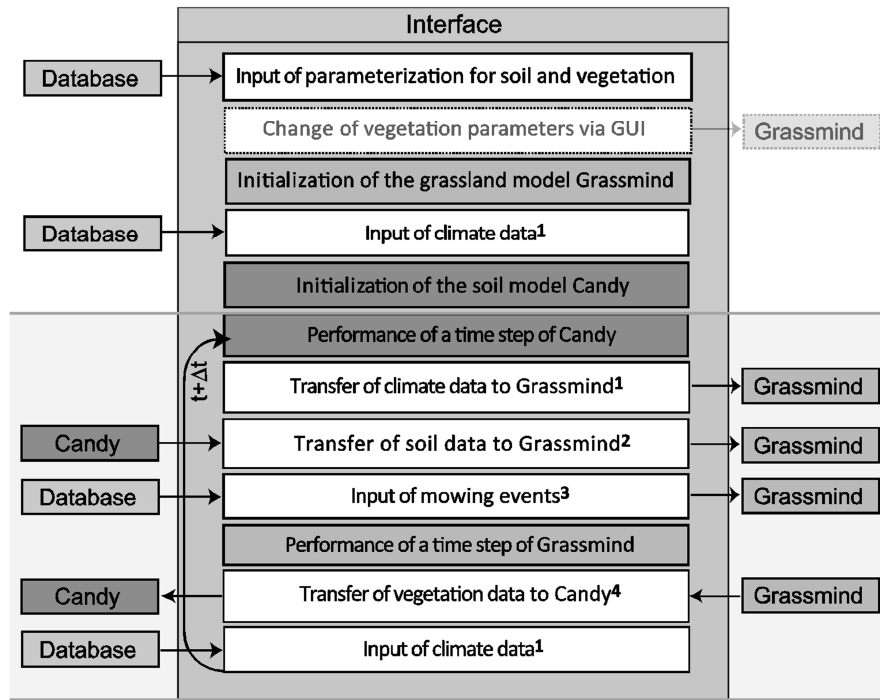 Interface
Database
Input of parameterization for soil and vegetation
Change of vegetation parameters via GUI
Grassmind
Initialization of the grassland model Grassmind
Database
Input of climate data1
Initialization of the soil model Candy
Performance of a time step of Candy
t+Δt
Transfer of climate data to Grassmind1
Grassmind
Candy
Transfer of soil data to Grassmind2
Grassmind
Database
Input of mowing events3
Grassmind
Performance of a time step of Grassmind
Candy
Transfer of vegetation data to Candy4
Grassmind
Database
Input of climate data1